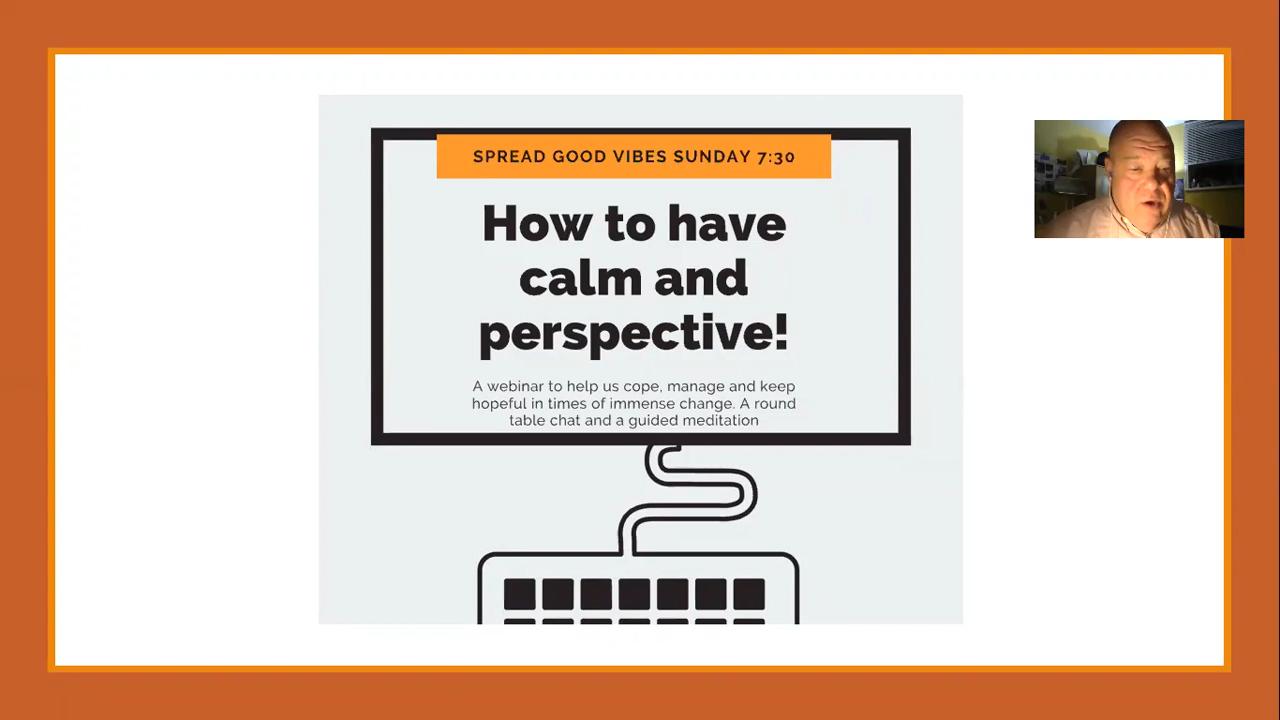 SPREAD GOOD VIBES SUNDAY 7:30
How to have
calm and
perspective!
A webinar to help us cope, manage and keep
hopeful in times of immense change. A round
table chat and a guided meditation